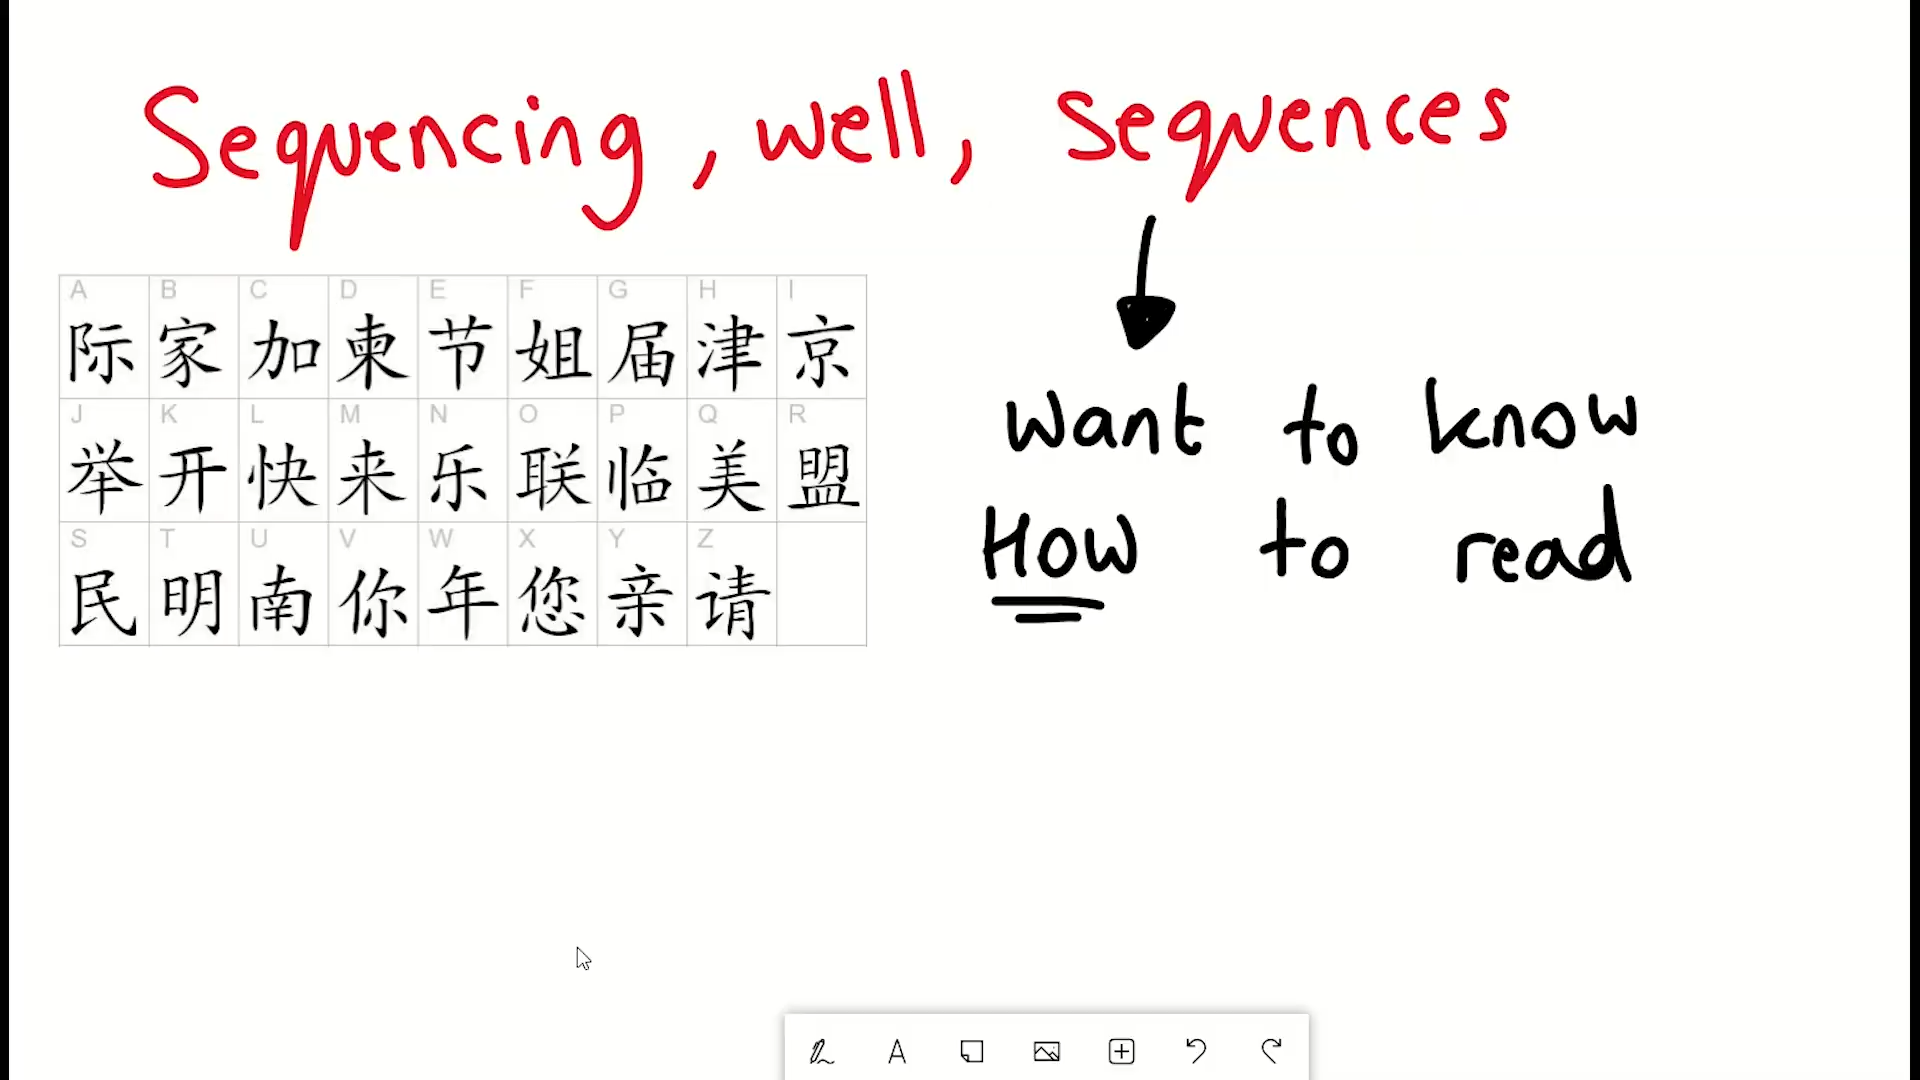 Sequencing, well, sequences
A B C D E F G H I
际 家 加 柬 节 姐 届 津 京
J K L M N O P Q R
举 开 快 来 乐 联 临 美 盟
S T U V W X Y Z
民 明 南 你 年 您 亲 请
want to know
How to read